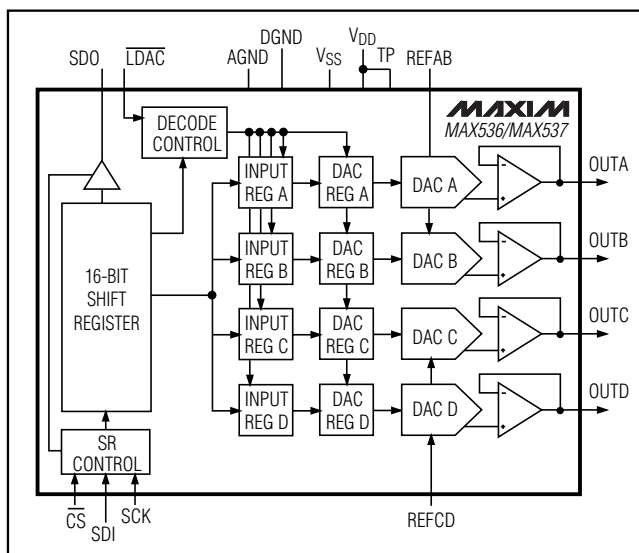 DGND
SDO
LDAC
AGND
VSS
VDD
TP
REFAB
MAXIM
MAX536/MAX537
DECODE
CONTROL
INPUT
REG A
DAC
REG A
DAC A
OUTA
INPUT
REG B
DAC
REG B
DAC B
OUTB
16-BIT
SHIFT
REGISTER
INPUT
REG C
DAC
REG C
DAC C
OUTC
INPUT
REG D
DAC
REG D
DAC D
OUTD
SR
CONTROL
CS
SDI
SCK
REFCD